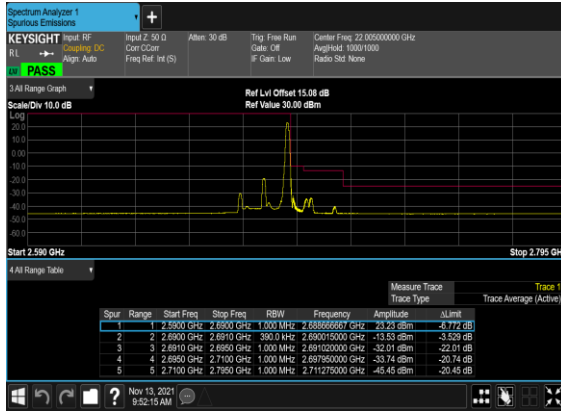 Spectrum Analyzer 1
Spurious Emissions
+
KEYSIGHT Input: RF Input Z: 50 Ω Atten: 30 dB Trig: Free Run Center Freq: 22.005000000 GHz
RL Coupling: DC Corr CCorr Gate: Off Avg|Hold: 1000/1000
Align: Auto Freq Ref: Int (S) IF Gain: Low Radio Std: None
PASS
3 All Range Graph
Ref Lvl Offset 15.08 dB
Scale/Div 10.0 dB Ref Value 30.00 dBm
Log
20.0
10.0
0.00
-10.0
-20.0
-30.0
-40.0
-50.0
-60.0
Start 2.590 GHz Stop 2.795 GH
4 All Range Table
Measure Trace Trace 1
Trace Type Trace Average (Active)
Spur Range Start Freq Stop Freq RBW Frequency Amplitude ΔLimit
1 1 2.5900 GHz 2.6900 GHz 1.000 MHz 2.688666667 GHz 23.23 dBm -6.772 dB
2 2 2.6900 GHz 2.6910 GHz 390.0 kHz 2.690015000 GHz -13.53 dBm -3.529 dB
3 3 2.6910 GHz 2.6950 GHz 1.000 MHz 2.691020000 GHz -32.01 dBm -22.01 dB
4 4 2.6950 GHz 2.7100 GHz 1.000 MHz 2.697950000 GHz -33.74 dBm -20.74 dB
5 5 2.7100 GHz 2.7950 GHz 1.000 MHz 2.711275000 GHz -45.45 dBm -20.45 dB
? Nov 13, 2021
9:52:15 AM